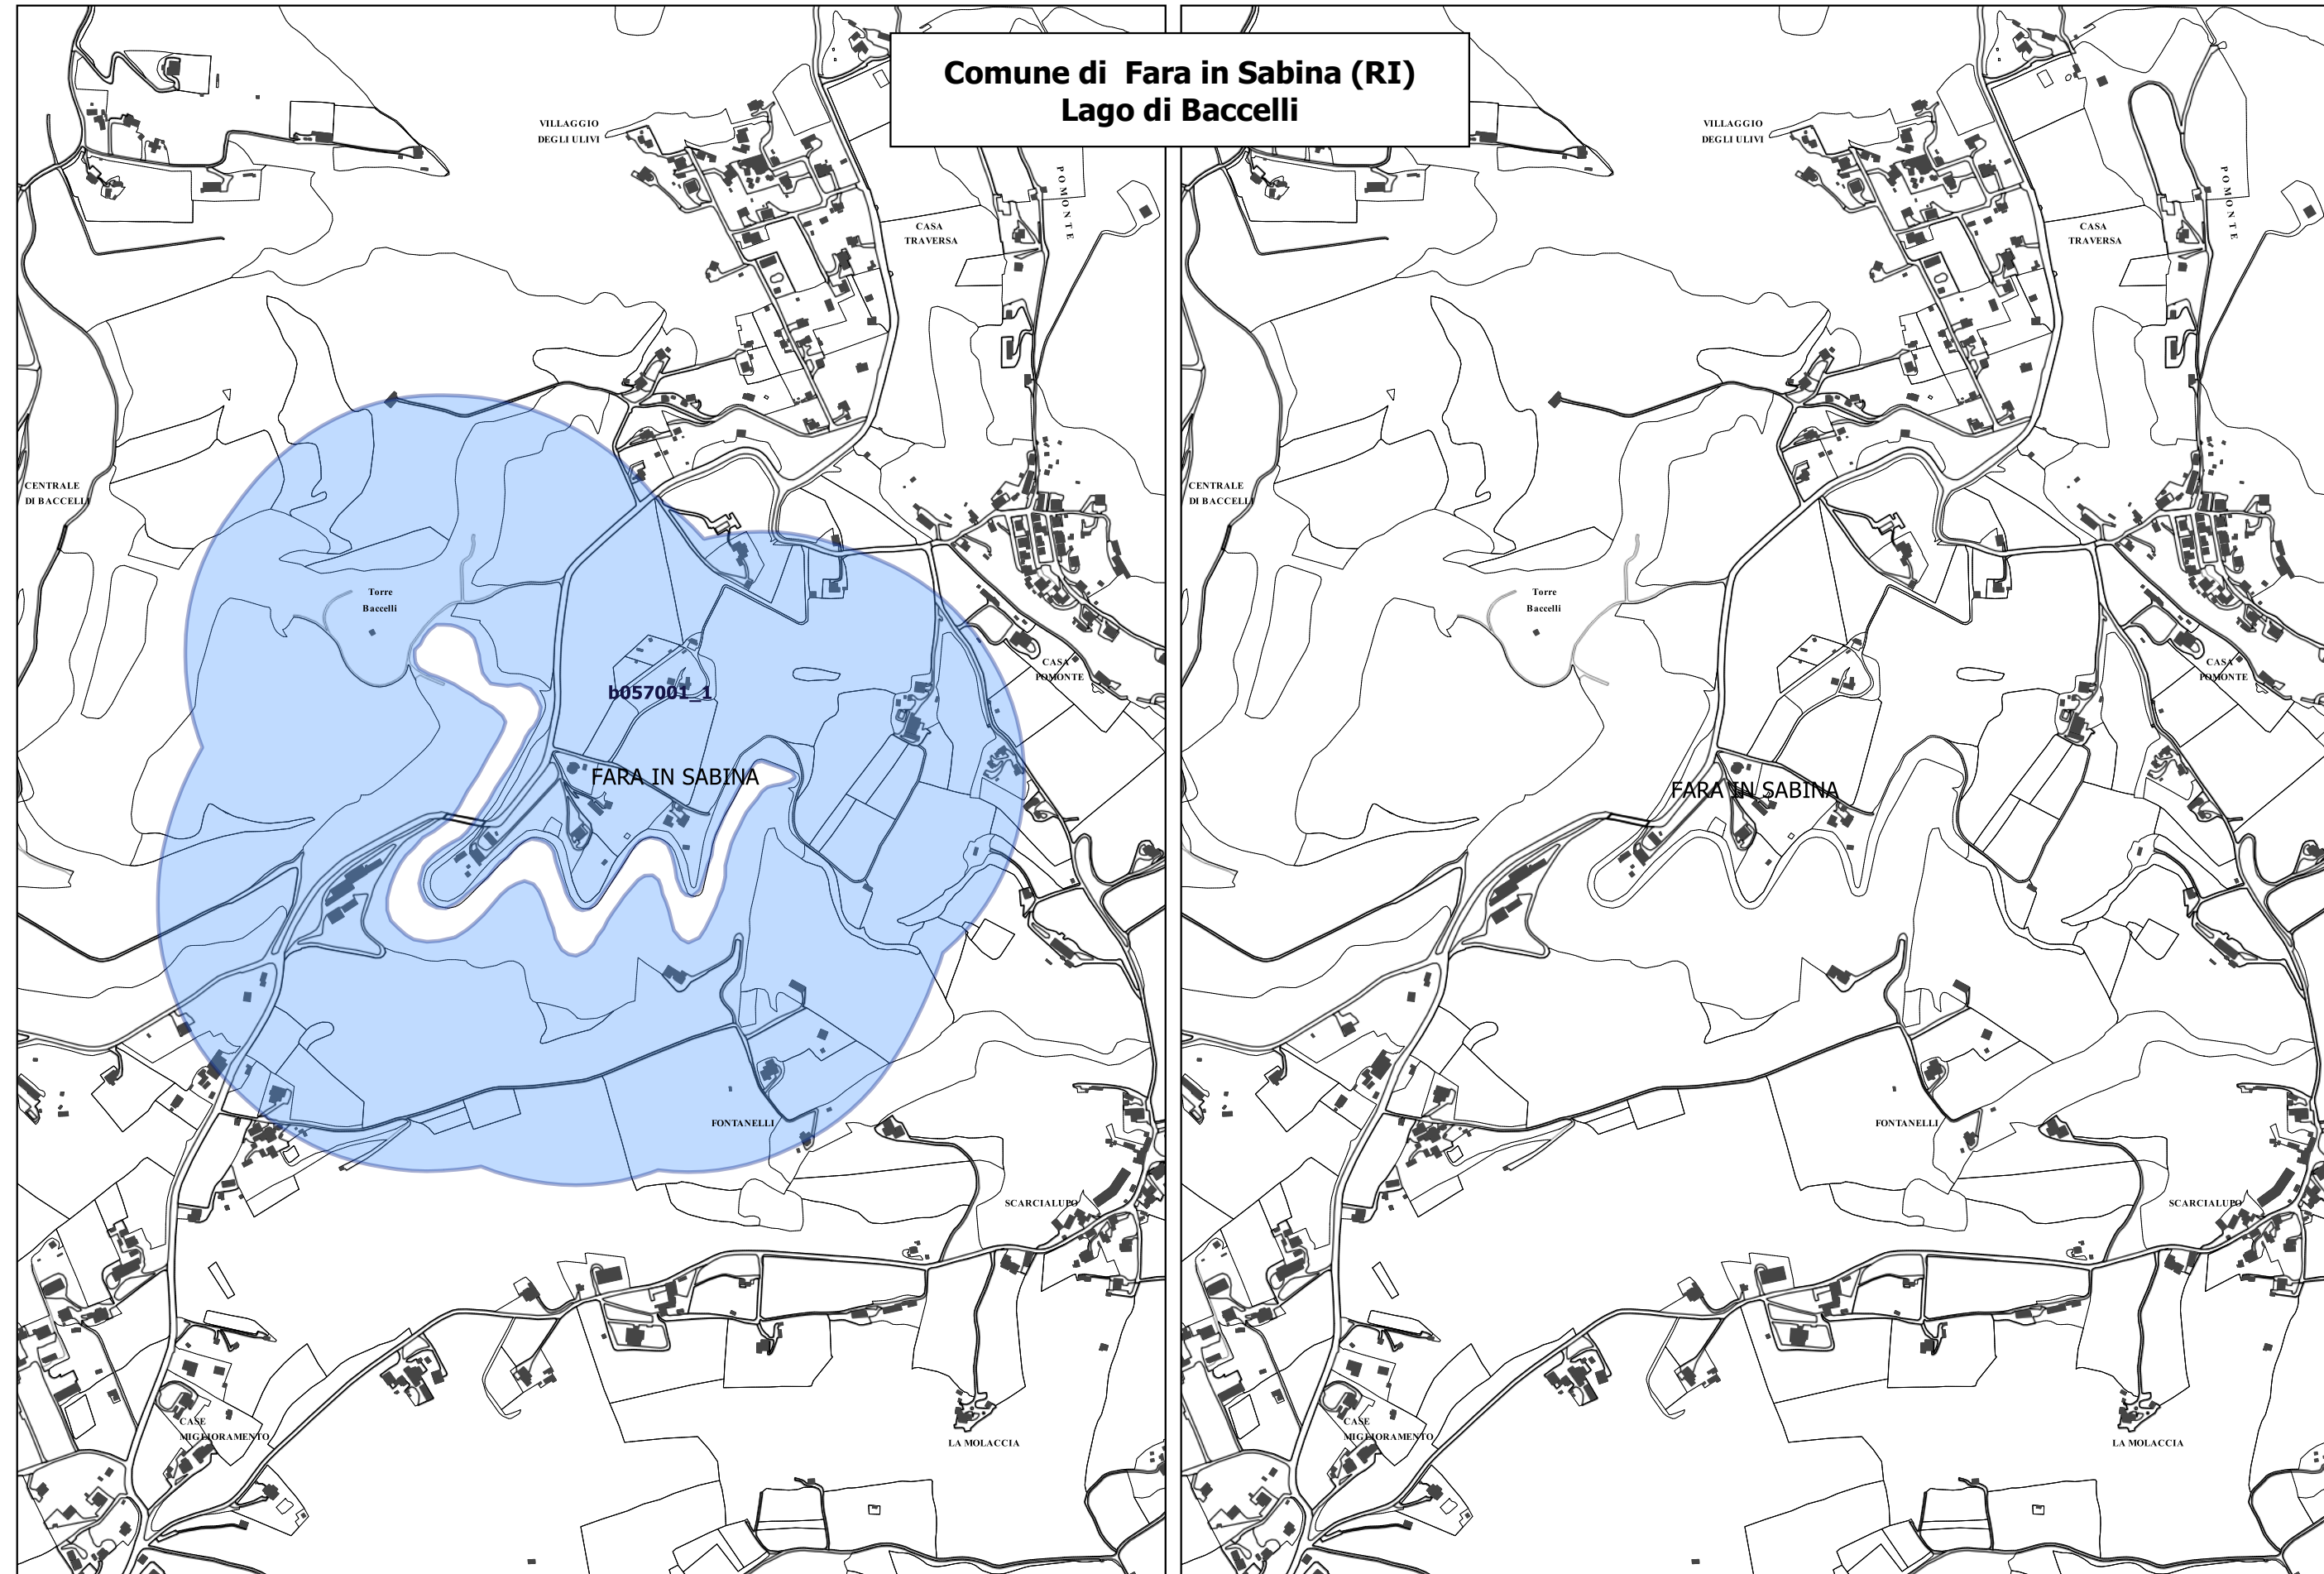 Comune di  Fara in Sabina (RI)
Lago di Baccelli
VILLAGGIO
DEGLI ULIVI
POMONTE
CASA
TRAVERSA
CENTRALE
DI BACCELLI
Torre
Baccelli
CASA
POMONTE
b057001_1
FARA IN SABINA
FONTANELLI
SCARCIALUPO
CASE
MIGLIORAMENTO
LA MOLACCIA
VILLAGGIO
DEGLI ULIVI
POMONTE
CASA
TRAVERSA
CENTRALE
DI BACCELLI
Torre
Baccelli
CASA
POMONTE
FARA IN SABINA
FONTANELLI
SCARCIALUPO
CASE
MIGLIORAMENTO
LA MOLACCIA